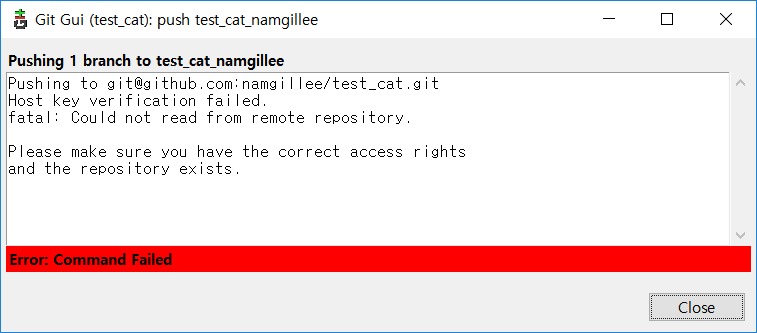 Git Gui (test_cat): push test_cat_namgillee
Pushing 1 branch to test_cat_namgillee
Pushing to git@github.com:namgillee/test_cat.git
Host key verification failed.
fatal: Could not read from remote repository.
Please make sure you have the correct access rights
and the repository exists.
Error: Command Failed
Close